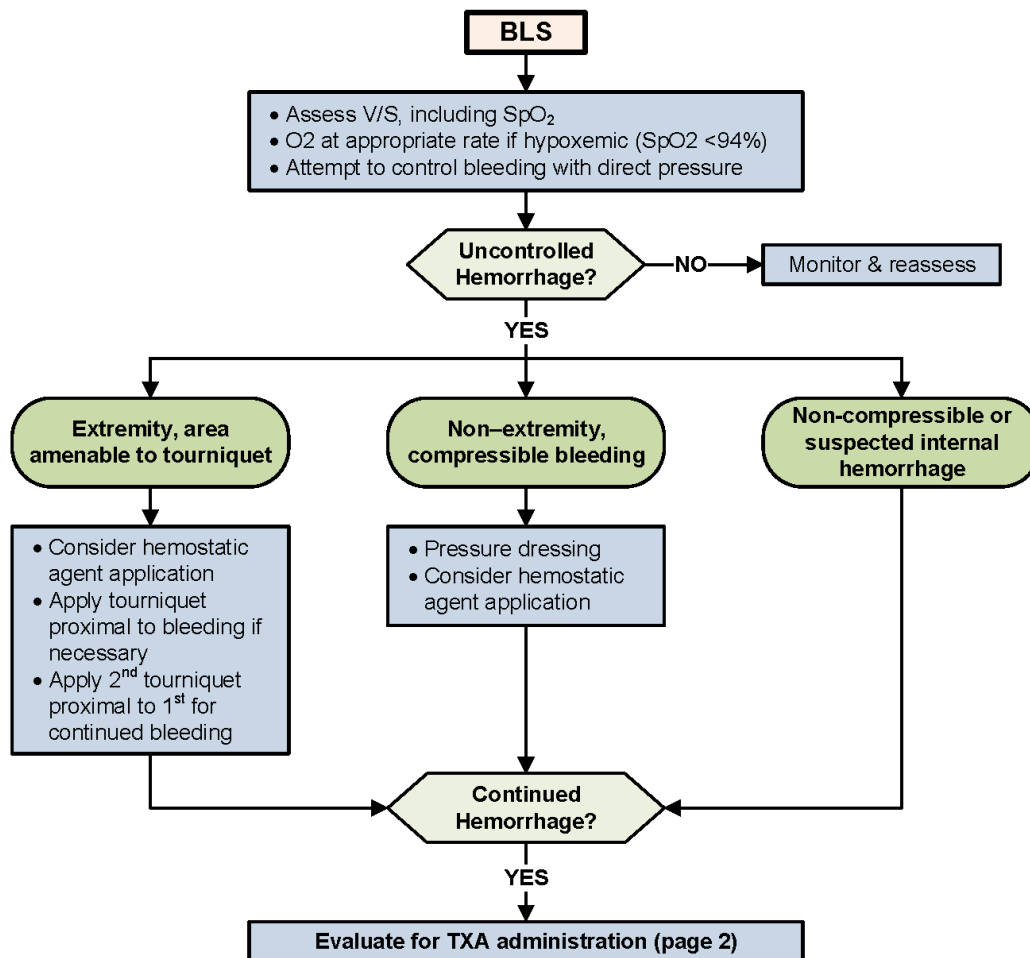 BLS
• Assess V/S, including SpO₂
• O2 at appropriate rate if hypoxemic (SpO2 <94%)
• Attempt to control bleeding with direct pressure
Uncontrolled
Hemorrhage?
NO
Monitor & reassess
YES
Extremity, area
amenable to tourniquet
Non–extremity,
compressible bleeding
Non-compressible or
suspected internal
hemorrhage
• Consider hemostatic
agent application
• Apply tourniquet
proximal to bleeding if
necessary
• Apply 2nd tourniquet
proximal to 1st for
continued bleeding
• Pressure dressing
• Consider hemostatic
agent application
Continued
Hemorrhage?
YES
Evaluate for TXA administration (page 2)